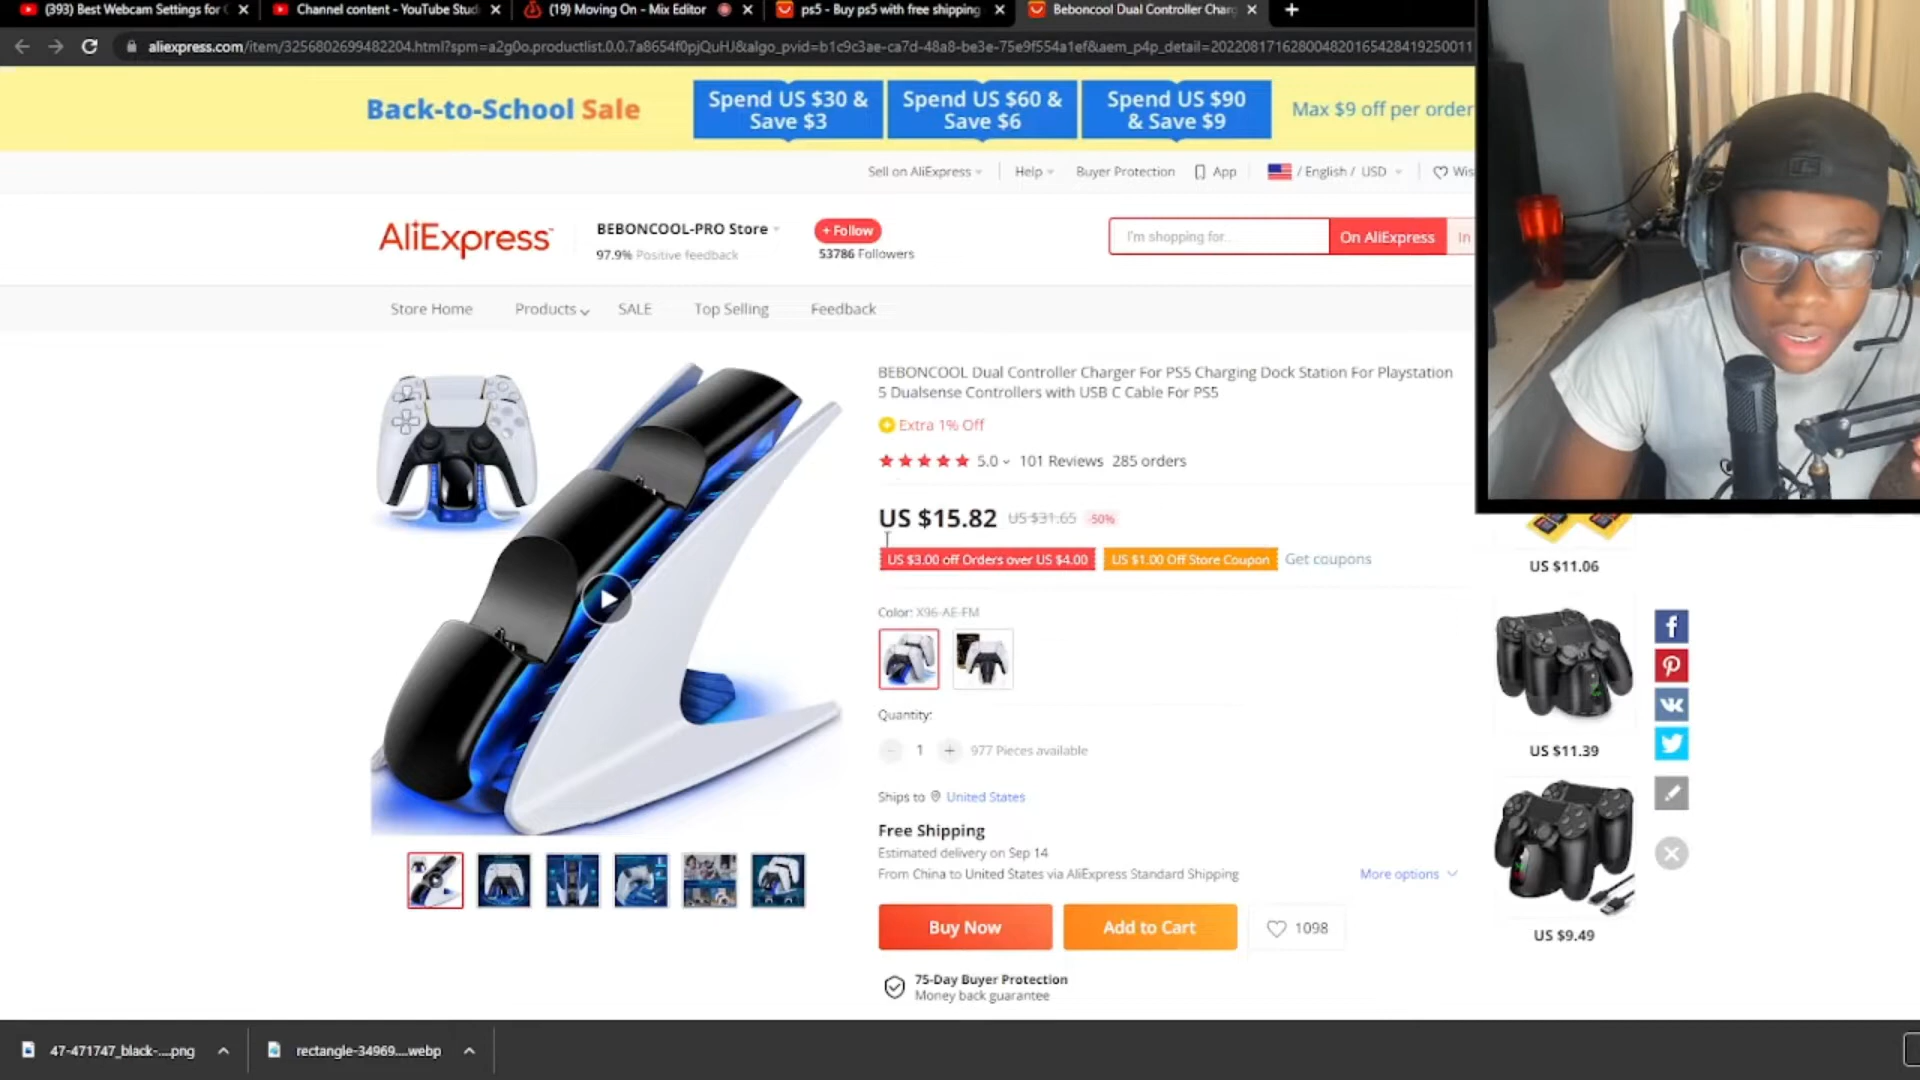 (393) Best Webcam Settings for
Channel content - YouTube Stud
(19) Moving On - Mix Editor
ps5 - Buy ps5 with free shipping
Beboncool Dual Controller Charg
aliexpress.com/item/3256802699482204.html?spm=a2g0o.productlist.0.0.7a8654f0pjQuHJ&algo_pvid=b1c9c3ae-ca7d-48a8-be3e-75e9f554a1ef&aem_p4p_detail=202208171628004820165428419250011
Back-to-School Sale
Spend US $30 &
Save $3
Spend US $60 &
Save $6
Spend US $90
& Save $9
Max $9 off per order
Sell on AliExpress
Help
Buyer Protection
App
/ English / USD
Wis
AliExpress
BEBONCOOL-PRO Store
97.9% Positive feedback
+ Follow
53786 Followers
I'm shopping for...
On AliExpress
In
Store Home
Products
SALE
Top Selling
Feedback
BEBONCOOL Dual Controller Charger For PS5 Charging Dock Station For Playstation
5 Dualsense Controllers with USB C Cable For PS5
Extra 1% Off
5.0
101 Reviews
285 orders
US $15.82
US $31.65
-50%
US $3.00 off Orders over US $4.00
US $1.00 Off Store Coupon
Get coupons
Color: X96-AE-FM
Quantity:
- 1 +
977 Pieces available
Ships to
United States
Free Shipping
Estimated delivery on Sep 14
From China to United States via AliExpress Standard Shipping
More options
Buy Now
Add to Cart
1098
75-Day Buyer Protection
Money back guarantee
US $11.06
US $11.39
US $9.49
47-471747_black-....png
rectangle-34969....webp